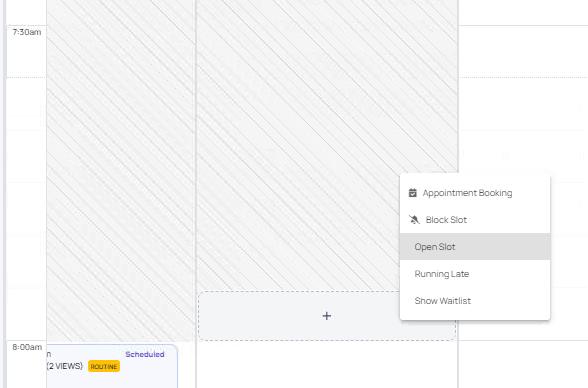 7:30am
Appointment Booking
Block Slot
Open Slot
Running Late
Show Waitlist
+
8:00am
n Scheduled
(2 VIEWS) ROUTINE